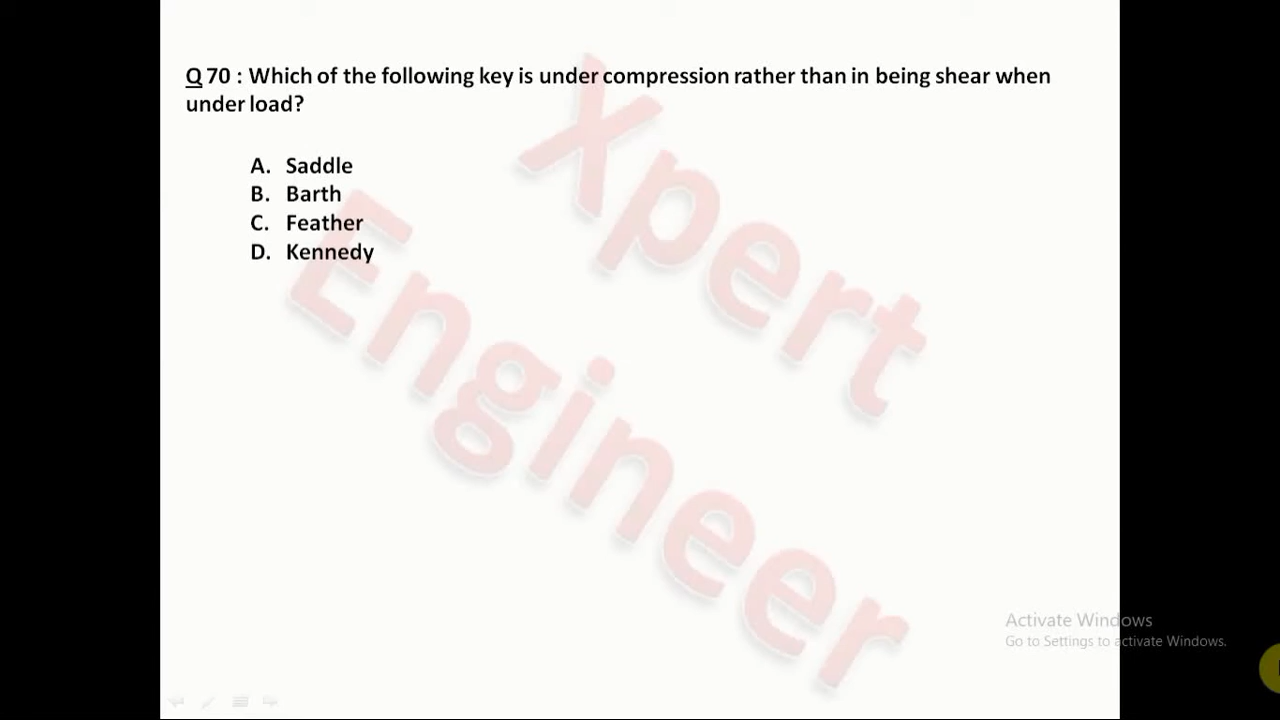 Q 70 : Which of the following key is under compression rather than in being shear when
under load?
A. Saddle
B. Barth
C. Feather
D. Kennedy
Xpert
Engineer
Activate Windows
Go to Settings to activate Windows.